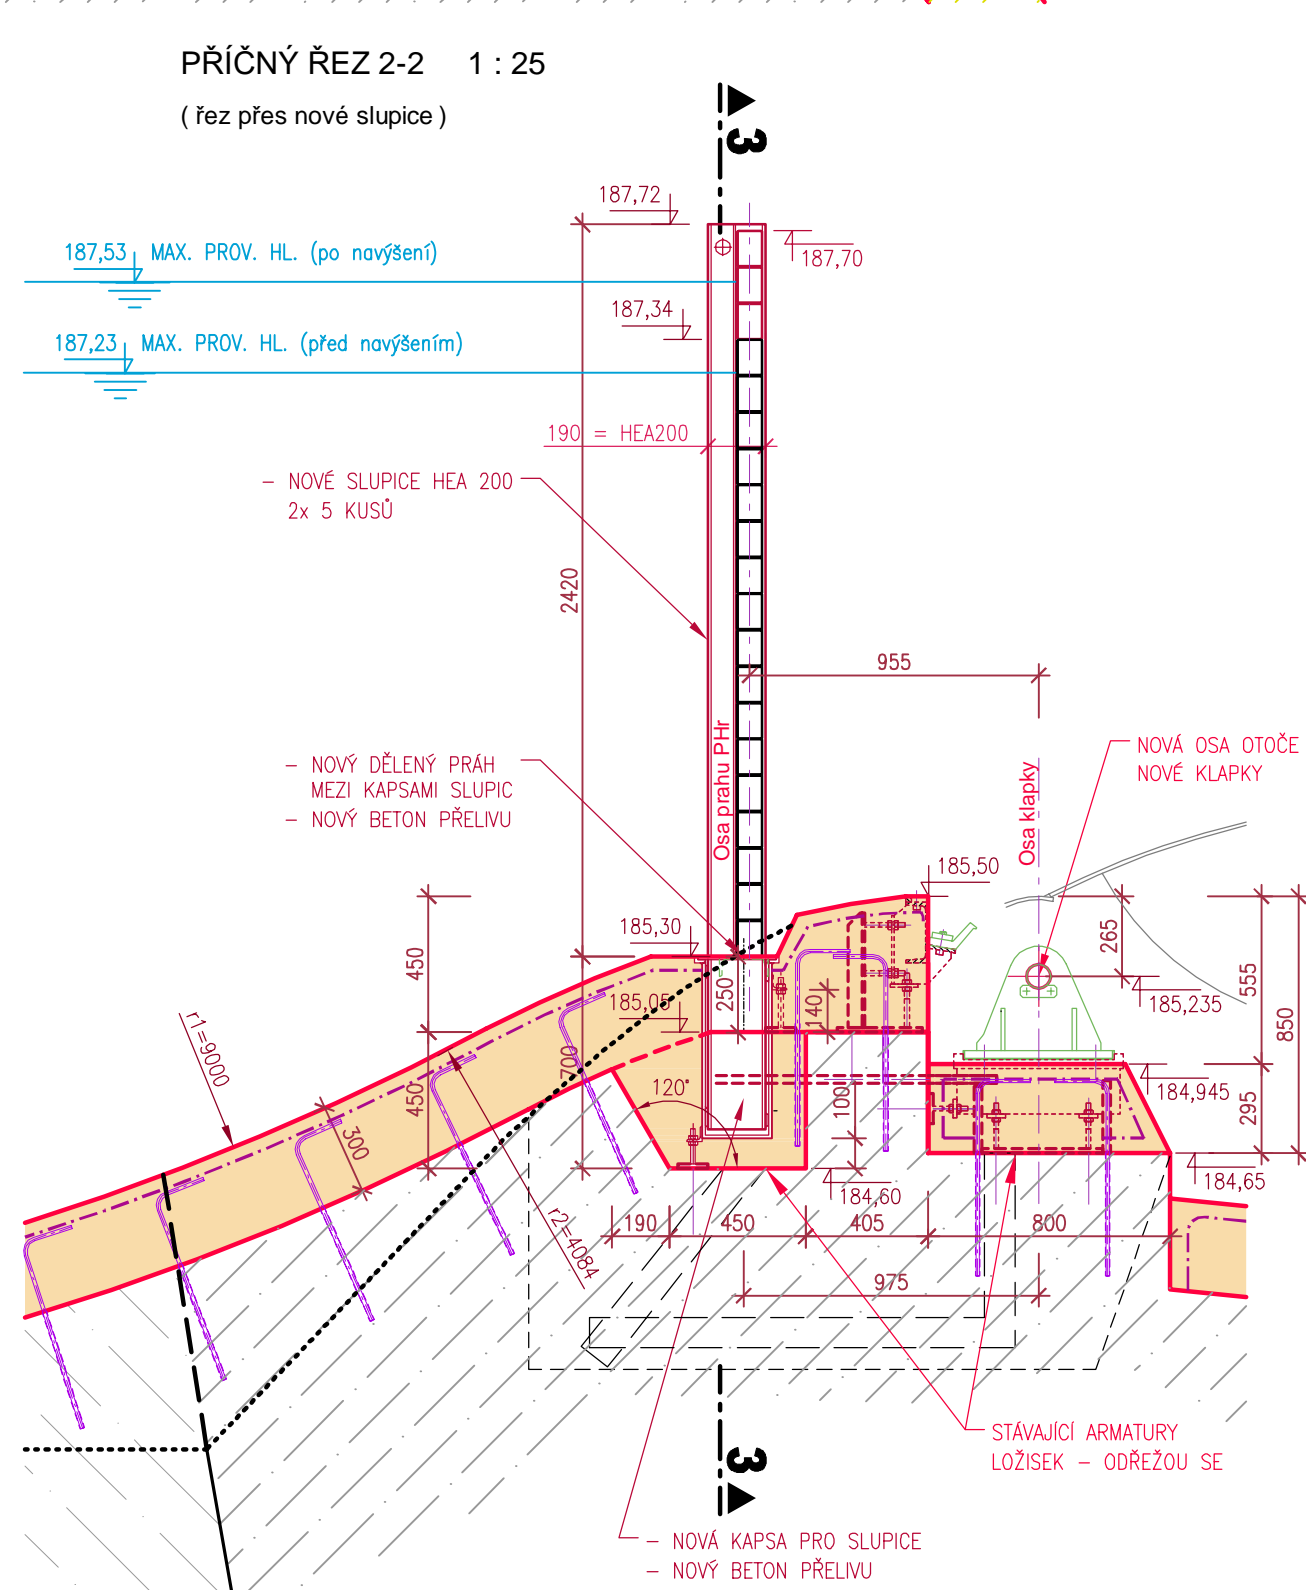 PŘÍČNÝ ŘEZ 2-2 1 : 25
( řez přes nové slupice )
3
187,72
187,53 MAX. PROV. HL. (po navýšení)
187,70
187,34
187,23 MAX. PROV. HL. (před navýšením)
190 = HEA200
– NOVÉ SLUPICE HEA 200
2x 5 KUSŮ
2420
955
Osa prahu PHr
Osa klapky
NOVÁ OSA OTOČE
NOVÉ KLAPKY
– NOVÝ DĚLENÝ PRÁH
MEZI KAPSAMI SLUPIC
– NOVÝ BETON PŘELIVU
185,50
185,30
450
250
265
555
850
185,235
185,05
140
r1=9000
700
450
120°
100
184,945
295
300
184,60
184,65
r2=4084
190
450
405
800
975
STÁVAJÍCÍ ARMATURY
LOŽISEK – ODŘEŽOU SE
3
– NOVÁ KAPSA PRO SLUPICE
– NOVÝ BETON PŘELIVU